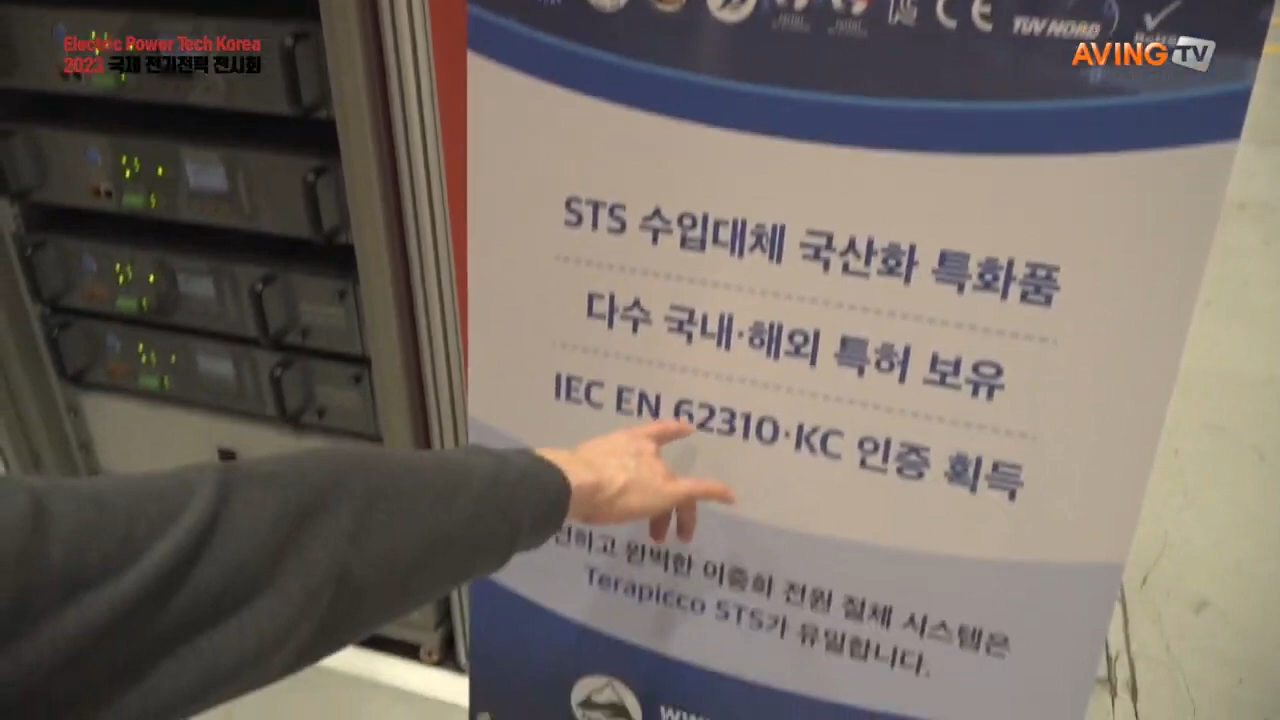 Electric Power Tech Korea
2023 국제 전기전력 전시회
AVING TV
CE
TUV NORD
RoHS
STS 수입대체 국산화 특화품
다수 국내·해외 특허 보유
IEC EN 62310·KC 인증 획득
완벽한 이중화 전원 절체 시스템은
Terapicco STS가 유일합니다.